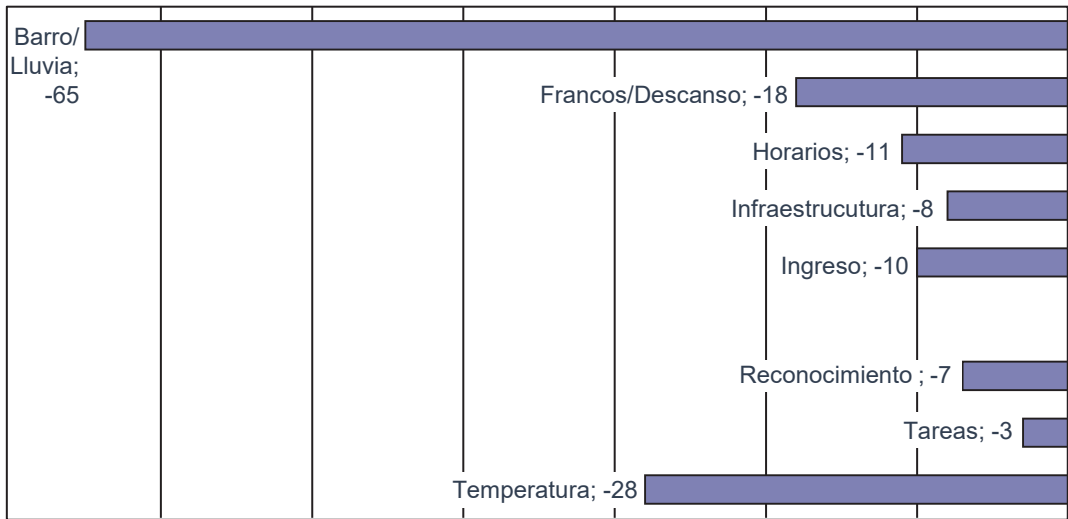 Barro/
Lluvia;
-65
Francos/Descanso; -18
Horarios; -11
Infraestrucutura; -8
Ingreso; -10
Reconocimiento ; -7
Tareas; -3
Temperatura; -28